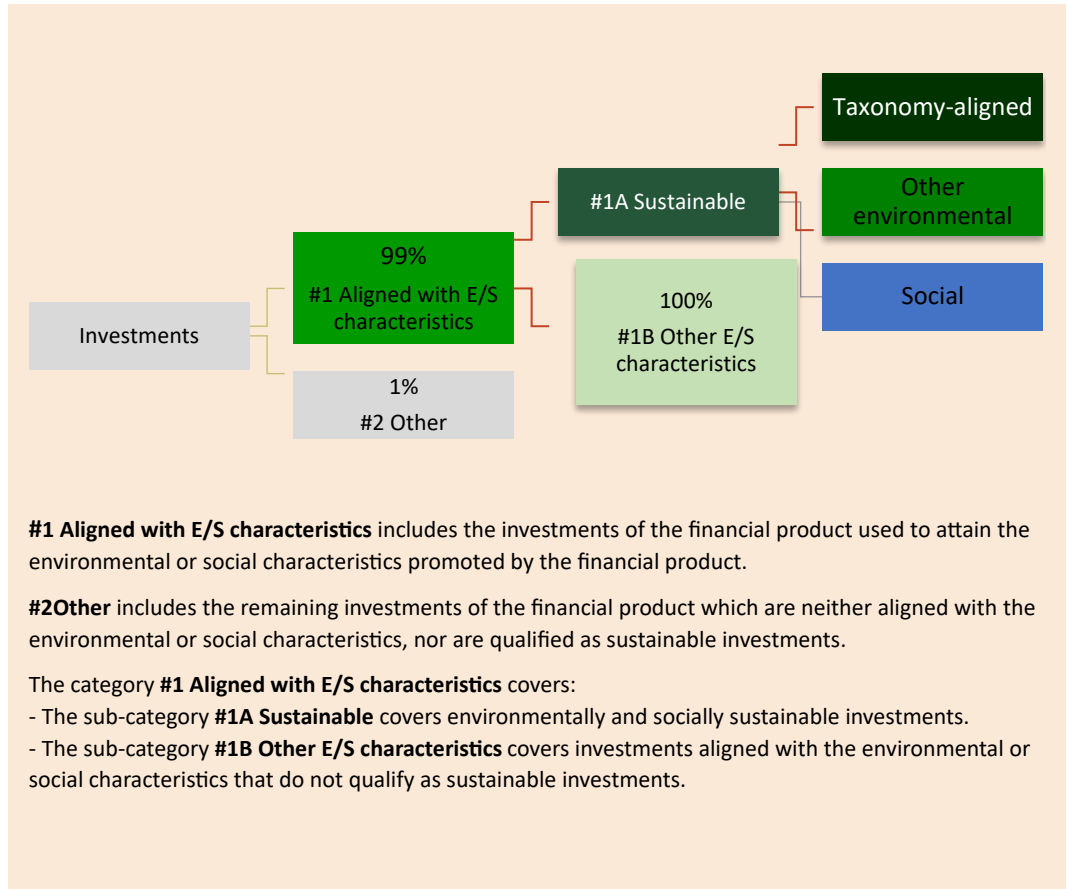 Taxonomy-aligned
#1A Sustainable
Other
environmental
99%
#1 Aligned with E/S
characteristics
Social
100%
#1B Other E/S
characteristics
Investments
1%
#2 Other
#1 Aligned with E/S characteristics includes the investments of the financial product used to attain the
environmental or social characteristics promoted by the financial product.
#2Other includes the remaining investments of the financial product which are neither aligned with the
environmental or social characteristics, nor are qualified as sustainable investments.
The category #1 Aligned with E/S characteristics covers:
- The sub-category #1A Sustainable covers environmentally and socially sustainable investments.
- The sub-category #1B Other E/S characteristics covers investments aligned with the environmental or
social characteristics that do not qualify as sustainable investments.